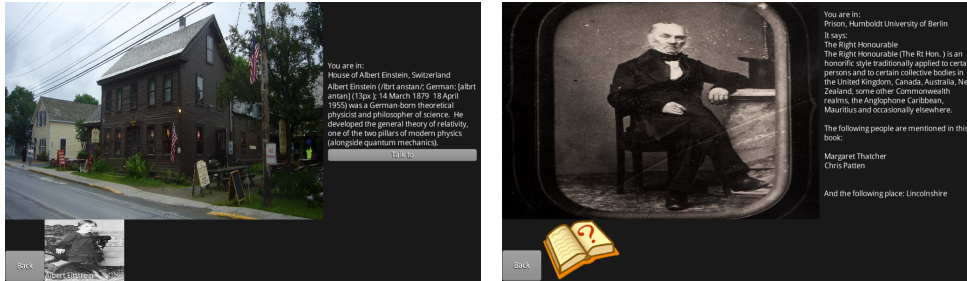 You are in:
House of Albert Einstein, Switzerland
Albert Einstein (/lbrt anstan/; German: [albrt
antan] (13px ); 14 March 1879 18 April
1955) was a German-born theoretical
physicist and philosopher of science. He
developed the general theory of relativity,
one of the two pillars of modern physics
(alongside quantum mechanics).
Talk to
Back
Albert Einstein
You are in:
Prison, Humboldt University of Berlin
It says:
The Right Honourable
The Right Honourable (The Rt Hon, ) is an
honorific style traditionally applied to certa
persons and to certain collective bodies in
the United Kingdom, Canada, Australia, Ne
Zealand, some other Commonwealth
realms, the Anglophone Caribbean,
Mauritius and occasionally elsewhere.
The following people are mentioned in this
book:
Margaret Thatcher
Chris Patten
And the following place: Lincolnshire
Back
?